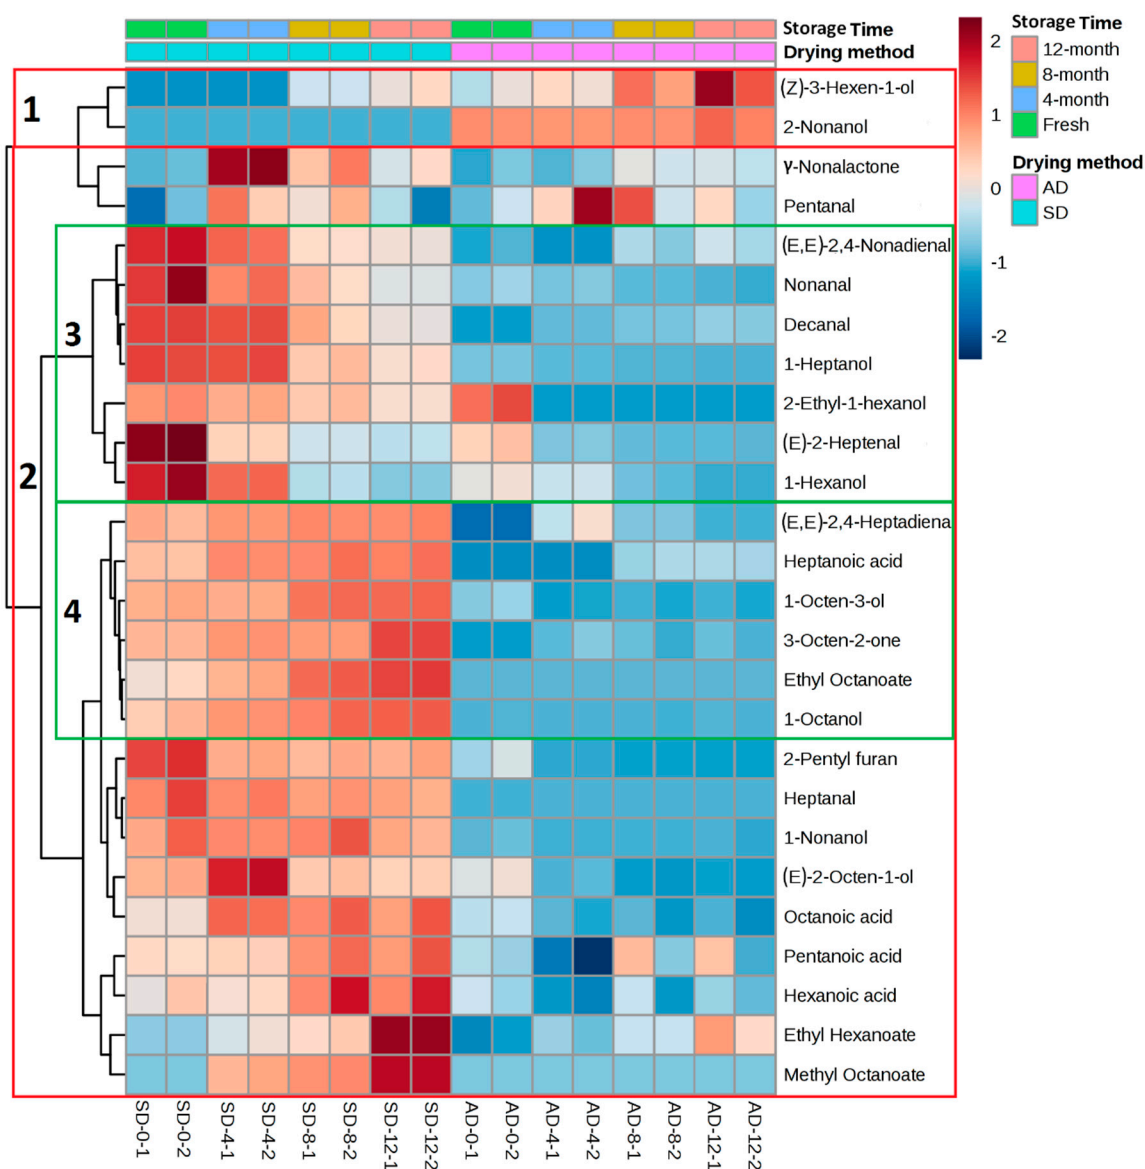 Storage Time
Drying method
1
(Z)-3-Hexen-1-ol
2-Nonanol
γ-Nonalactone
Pentanal
(E,E)-2,4-Nonadienal
Nonanal
3
Decanal
1-Heptanol
2-Ethyl-1-hexanol
(E)-2-Heptenal
2
1-Hexanol
(E,E)-2,4-Heptadiena
Heptanoic acid
4
1-Octen-3-ol
3-Octen-2-one
Ethyl Octanoate
1-Octanol
2-Pentyl furan
Heptanal
1-Nonanol
(E)-2-Octen-1-ol
Octanoic acid
Pentanoic acid
Hexanoic acid
Ethyl Hexanoate
Methyl Octanoate
SD-0-1
SD-0-2
SD-4-1
SD-4-2
SD-8-1
SD-8-2
SD-12-1
SD-12-2
AD-0-1
AD-0-2
AD-4-1
AD-4-2
AD-8-1
AD-8-2
AD-12-1
AD-12-2
2
1
0
-1
-2
Storage Time
12-month
8-month
4-month
Fresh
Drying method
AD
SD